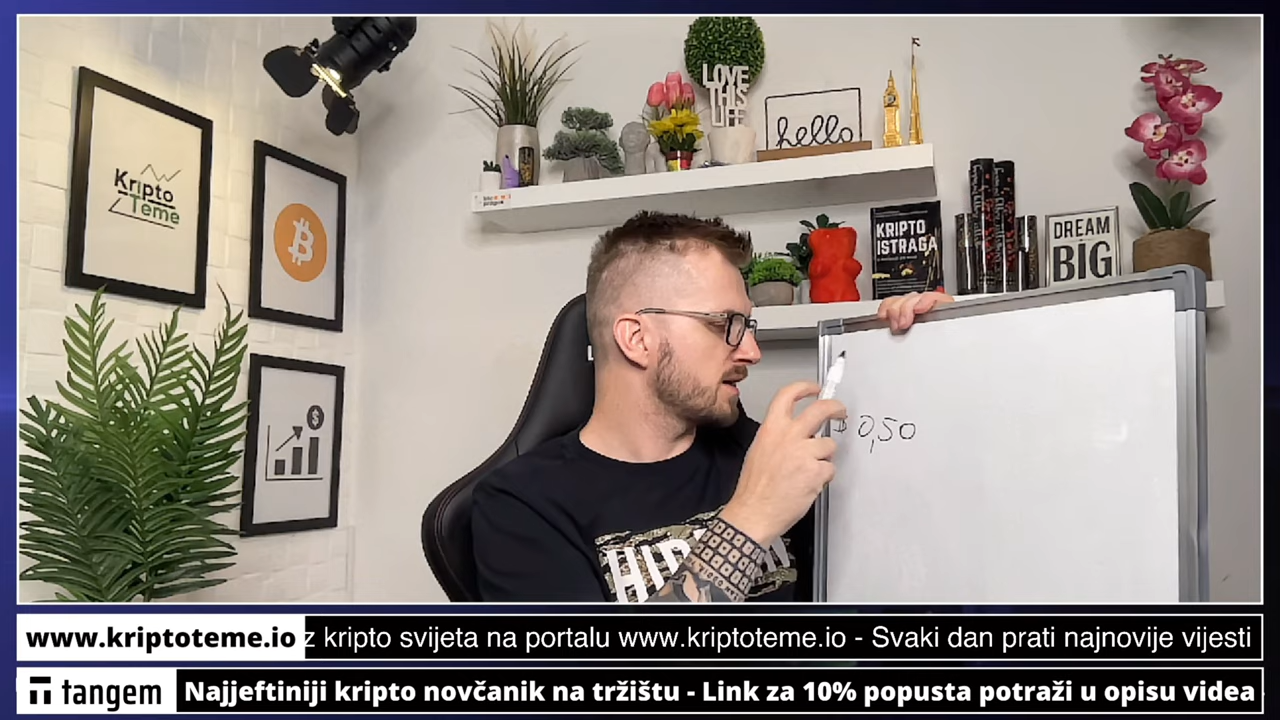 Kripto
Teme
LOVE
THIS
LIFE
hello
KRIPTO
ISTRAGA
DREAM
BIG
$ 0,50
www.kriptoteme.io
z kripto svijeta na portalu www.kriptoteme.io - Svaki dan prati najnovije vijesti
tangem
Najjeftiniji kripto novčanik na tržištu - Link za 10% popusta potraži u opisu videa